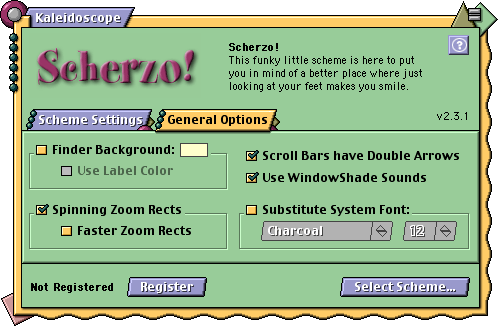 Kaleidoscope
Scherzo!
Scherzo!
This funky little scheme is here to put
you in mind of a better place where just
looking at your feet makes you smile.
?
Scheme Settings
General Options
v2.3.1
Finder Background:
Use Label Color
Scroll Bars have Double Arrows
Use WindowShade Sounds
Spinning Zoom Rects
Faster Zoom Rects
Substitute System Font:
Charcoal
12
Not Registered
Register
Select Scheme...